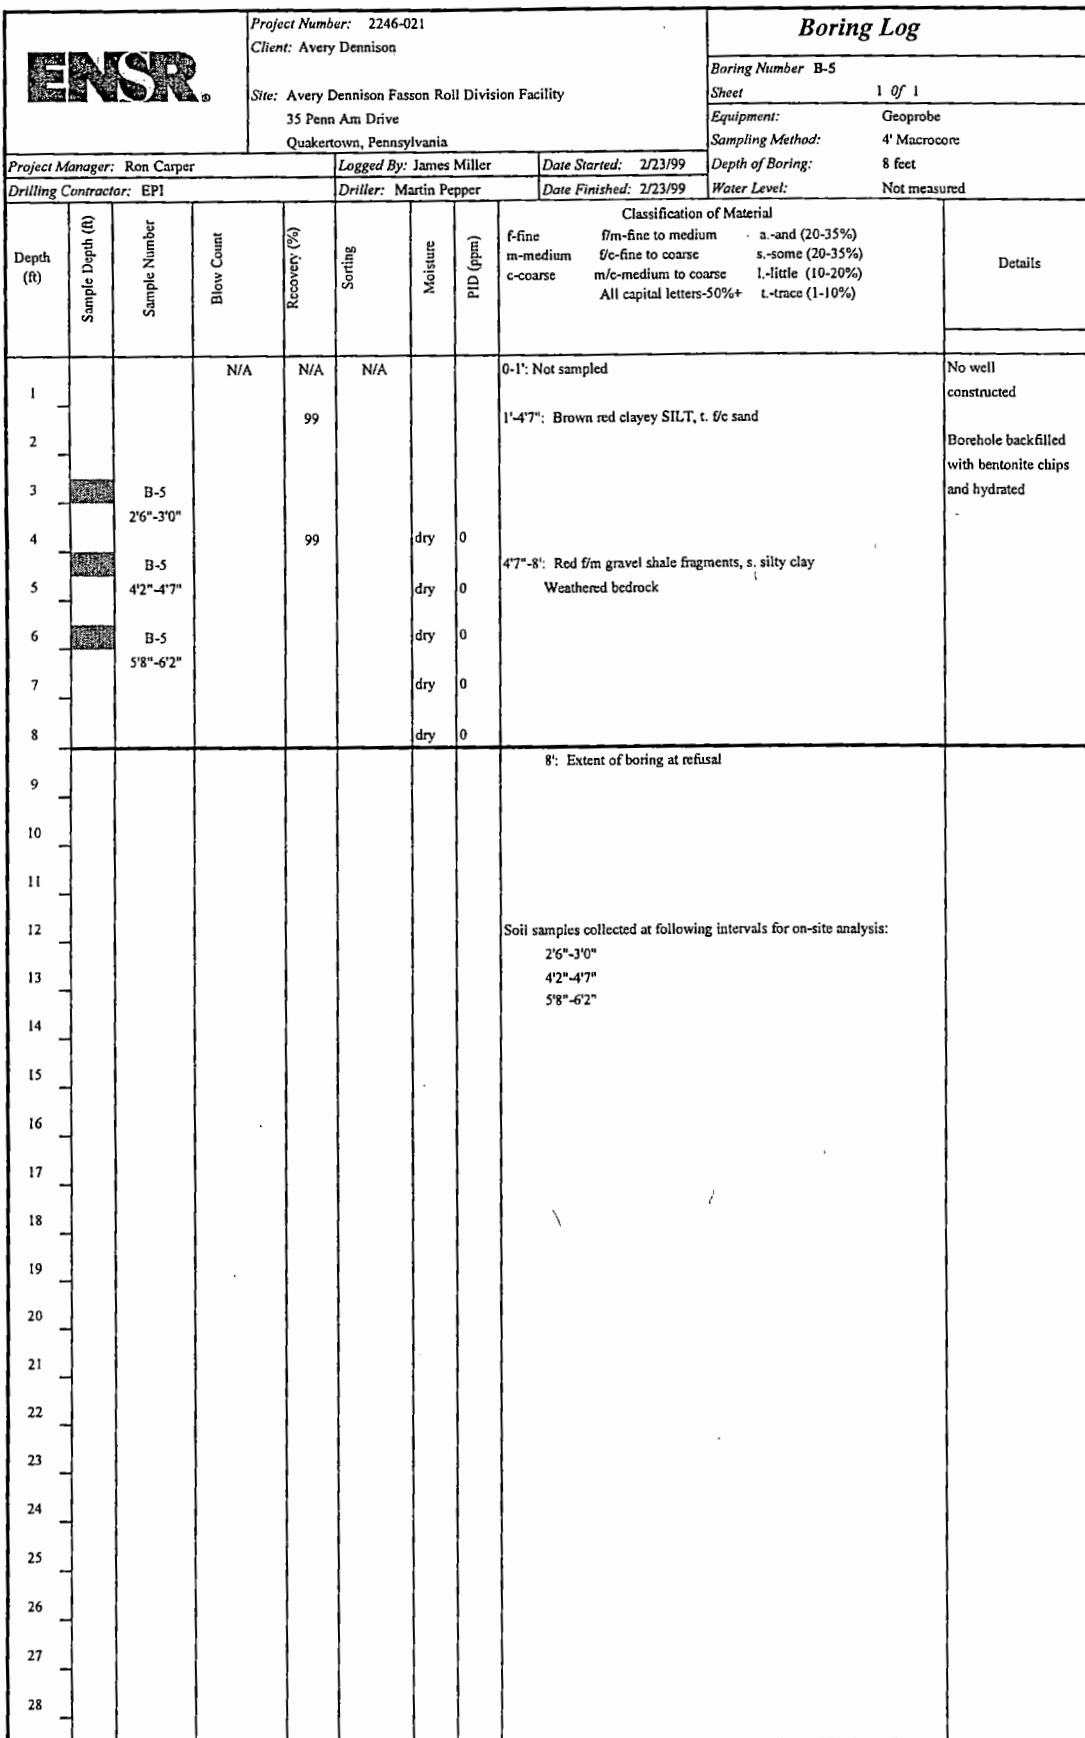 ENSR®
Project Number: 2246-021
Client: Avery Dennison
Site: Avery Dennison Fasson Roll Division Facility
35 Penn Am Drive
Quakertown, Pennsylvania
Boring Log
Boring Number B-5
Sheet 1 Of 1
Equipment: Geoprobe
Sampling Method: 4' Macrocore
Project Manager: Ron Carper Logged By: James Miller Date Started: 2/23/99 Depth of Boring: 8 feet
Drilling Contractor: EPI Driller: Martin Pepper Date Finished: 2/23/99 Water Level: Not measured
Depth (ft)
Sample Depth (ft)
Sample Number
Blow Count
Recovery (%)
Sorting
Moisture
PID (ppm)
Classification of Material
f-fine f/m-fine to medium a.-and (20-35%)
m-medium f/c-fine to coarse s.-some (20-35%)
c-coarse m/c-medium to coarse l.-little (10-20%)
All capital letters-50%+ t.-trace (1-10%)
Details
N/A N/A N/A 0-1': Not sampled No well
1 constructed
99 1'-4'7": Brown red clayey SILT, t. f/c sand
2 Borehole backfilled
with bentonite chips
3 B-5 and hydrated
2'6"-3'0"
4 99 dry 0
B-5 4'7"-8': Red f/m gravel shale fragments, s. silty clay
5 4'2"-4'7" dry 0 Weathered bedrock
6 B-5 dry 0
5'8"-6'2"
7 dry 0
8 dry 0
8': Extent of boring at refusal
9
10
11
12 Soil samples collected at following intervals for on-site analysis:
2'6"-3'0"
13 4'2"-4'7"
5'8"-6'2"
14
15
16
17
18
19
20
21
22
23
24
25
26
27
28